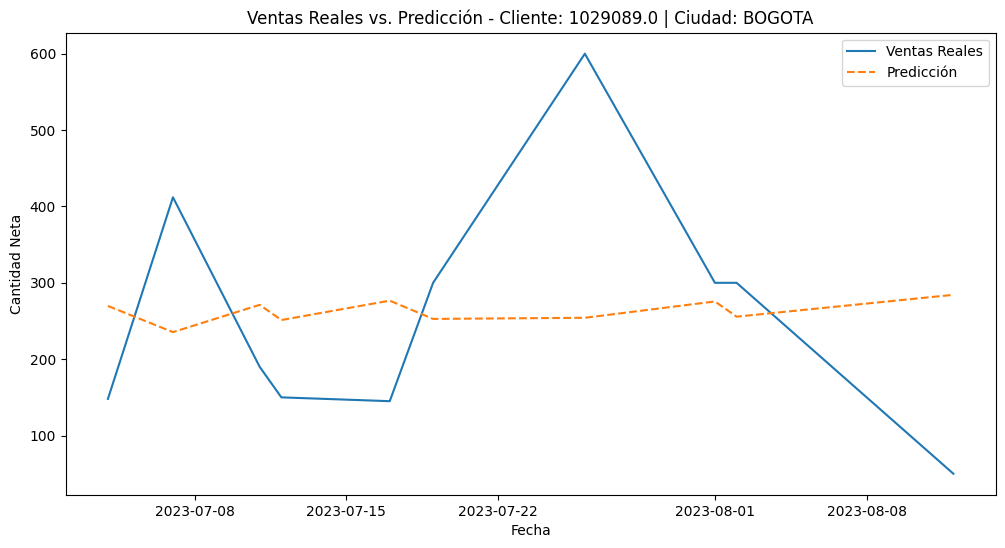 Ventas Reales vs. Predicción - Cliente: 1029089.0 | Ciudad: BOGOTA
Ventas Reales
Predicción
Cantidad Neta
600
500
400
300
200
100
2023-07-08
2023-07-15
2023-07-22
2023-08-01
2023-08-08
Fecha